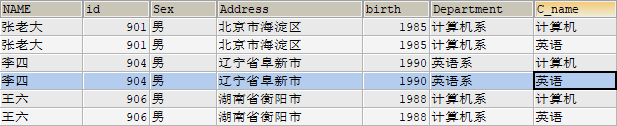 NAME id Sex Address birth Department C_name
张老大 901 男 北京市海淀区 1985 计算机系 计算机
张老大 901 男 北京市海淀区 1985 计算机系 英语
李四 904 男 辽宁省阜新市 1990 英语系 计算机
李四 904 男 辽宁省阜新市 1990 英语系 英语
王六 906 男 湖南省衡阳市 1988 计算机系 计算机
王六 906 男 湖南省衡阳市 1988 计算机系 英语